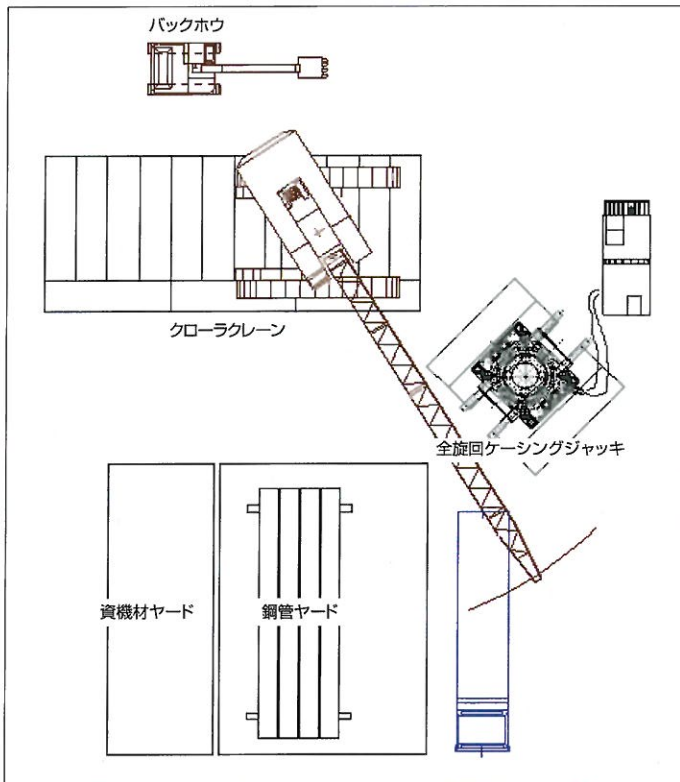 バックホウ
クローラクレーン
全旋回ケーシングジャッキ
資機材ヤード
鋼管ヤード